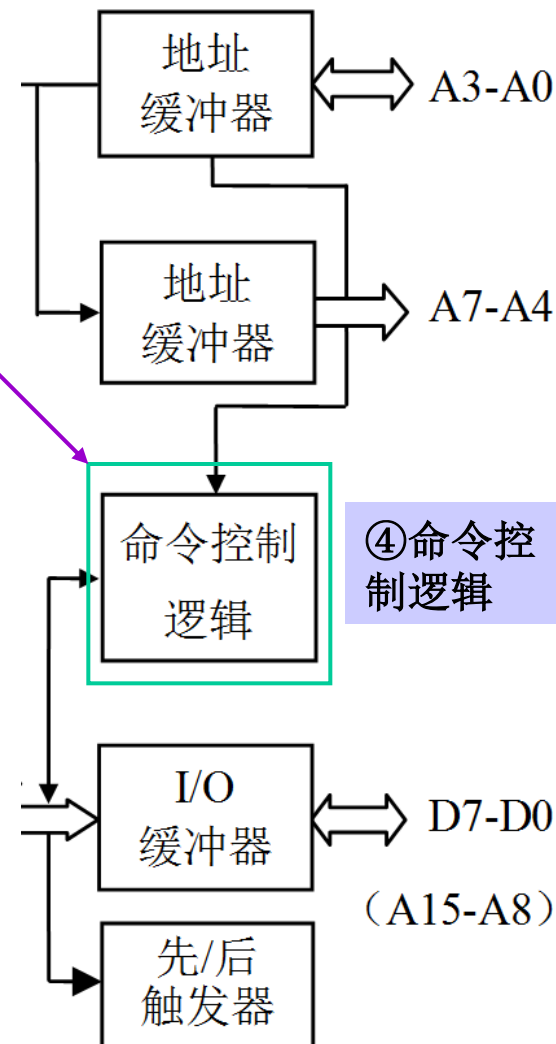 地址
缓冲器
A3-A0
地址
缓冲器
A7-A4
命令控制
逻辑
④命令控
制逻辑
I/O
缓冲器
D7-D0
（A15-A8）
先/后
触发器